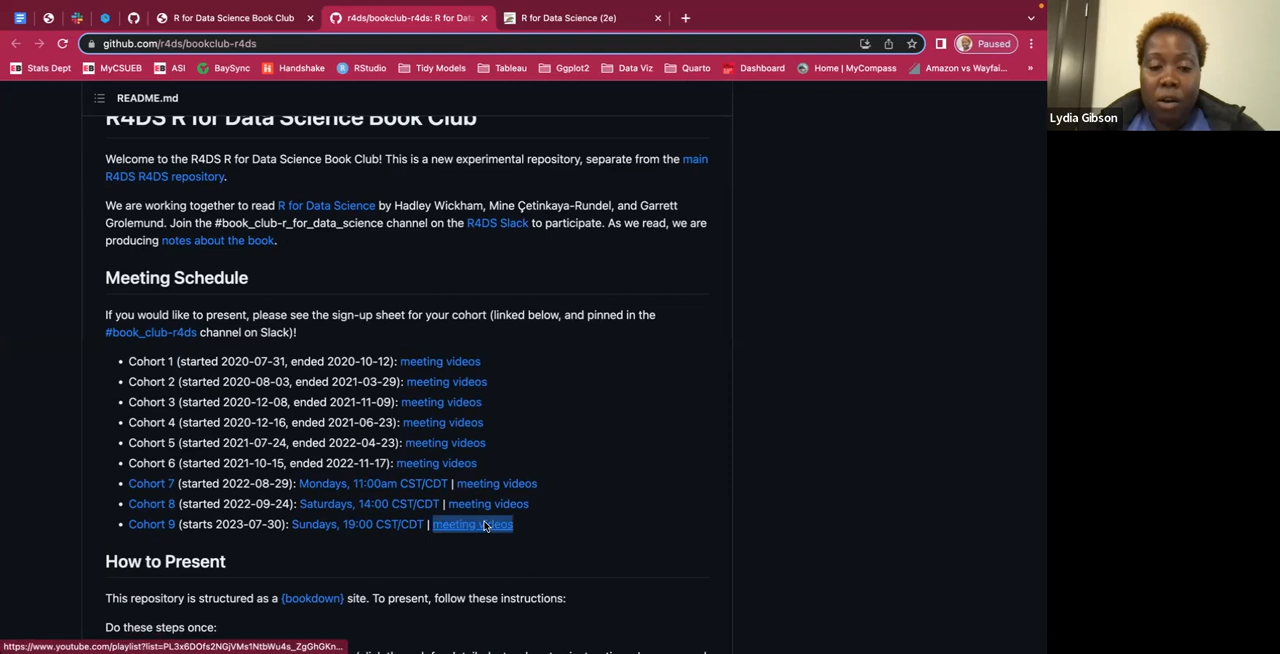 R for Data Science Book Club
r4ds/bookclub-r4ds: R for Dat
R for Data Science (2e)
github.com/r4ds/bookclub-r4ds
Paused
Stats Dept
MyCSUEB
ASI
BaySync
Handshake
RStudio
Tidy Models
Tableau
Ggplot2
Data Viz
Quarto
Dashboard
Home | MyCompass
Amazon vs Wayfai...
»
README.md
R4DS R for Data Science Book Club
Welcome to the R4DS R for Data Science Book Club! This is a new experimental repository, separate from the main
R4DS R4DS repository.
We are working together to read R for Data Science by Hadley Wickham, Mine Çetinkaya-Rundel, and Garrett
Grolemund. Join the #book_club-r_for_data_science channel on the R4DS Slack to participate. As we read, we are
producing notes about the book.
Meeting Schedule
If you would like to present, please see the sign-up sheet for your cohort (linked below, and pinned in the
#book_club-r4ds channel on Slack)!
• Cohort 1 (started 2020-07-31, ended 2020-10-12): meeting videos
• Cohort 2 (started 2020-08-03, ended 2021-03-29): meeting videos
• Cohort 3 (started 2020-12-08, ended 2021-11-09): meeting videos
• Cohort 4 (started 2020-12-16, ended 2021-06-23): meeting videos
• Cohort 5 (started 2021-07-24, ended 2022-04-23): meeting videos
• Cohort 6 (started 2021-10-15, ended 2022-11-17): meeting videos
• Cohort 7 (started 2022-08-29): Mondays, 11:00am CST/CDT | meeting videos
• Cohort 8 (started 2022-09-24): Saturdays, 14:00 CST/CDT | meeting videos
• Cohort 9 (starts 2023-07-30): Sundays, 19:00 CST/CDT | meeting videos
How to Present
This repository is structured as a {bookdown} site. To present, follow these instructions:
Do these steps once:
https://www.youtube.com/playlist?list=PL3x6DOfs2NGjVMs1NtbWu4s_ZgGhGKn...
Lydia Gibson